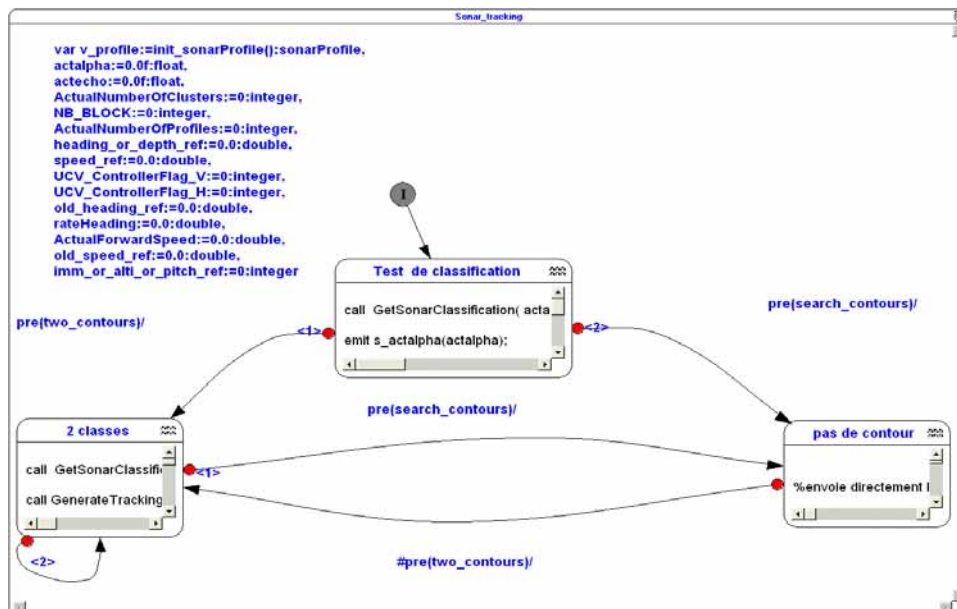 Sonar_tracking
var v_profile:=init_sonarProfile():sonarProfile,
actalpha:=0.0f:float,
actecho:=0.0f:float,
ActualNumberOfClusters:=0:integer,
NB_BLOCK:=0:integer,
ActualNumberOfProfiles:=0:integer,
heading_or_depth_ref:=0.0:double,
speed_ref:=0.0:double,
UCV_ControllerFlag_V:=0:integer,
UCV_ControllerFlag_H:=0:integer,
old_heading_ref:=0.0:double,
rateHeading:=0.0:double,
ActualForwardSpeed:=0.0:double,
old_speed_ref:=0.0:double,
imm_or_alti_or_pitch_ref:=0:integer
I
Test de classification
call GetSonarClassification( acta
emit s_actalpha(actalpha);
<1>
<2>
pre(two_contours)/
pre(search_contours)/
pre(search_contours)/
2 classes
call GetSonarClassifi
call GenerateTracking
<1>
<2>
pas de contour
%envoie directement l
#pre(two_contours)/